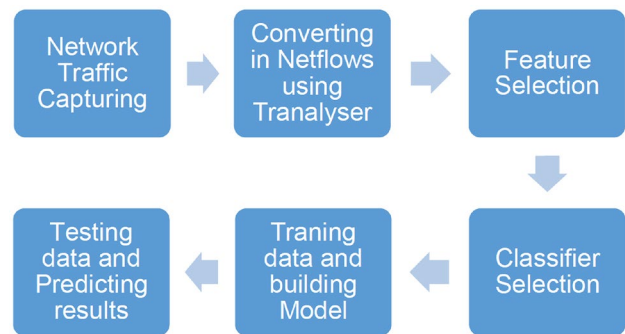 Network
Traffic
Capturing
Converting
in Netflows
using
Tranalyser
Feature
Selection
Classifier
Selection
Traning
data and
building
Model
Testing
data and
Predicting
results